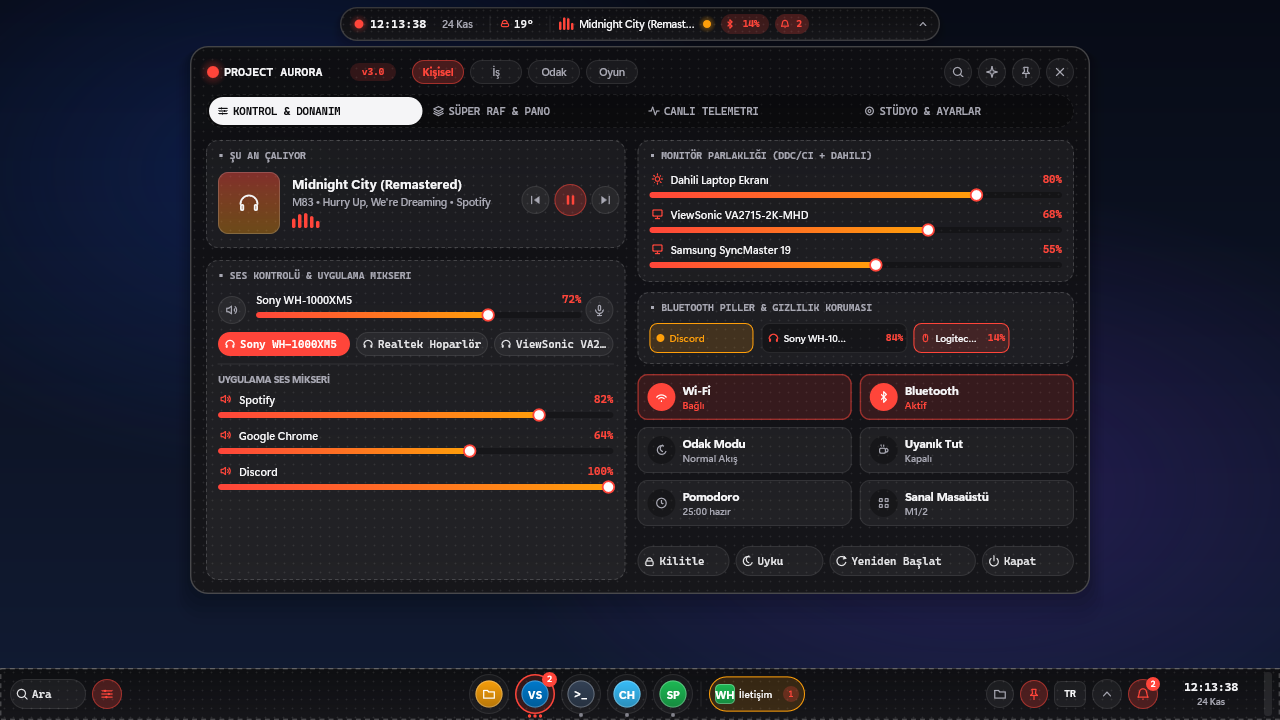 12:13:38 24 Kas 19° Midnight City (Remast... 14% 2
PROJECT AURORA v3.0 Kişisel İş Odak Oyun
KONTROL & DONANIM SÜPER RAF & PANO CANLI TELEMETRI STÜDYO & AYARLAR
ŞU AN ÇALIYOR
Midnight City (Remastered)
M83 • Hurry Up, We're Dreaming • Spotify
SES KONTROLÜ & UYGULAMA MIKSERI
Sony WH-1000XM5 72%
Sony WH-1000XM5 Realtek Hoparlör ViewSonic VA2…
UYGULAMA SES MİKSERİ
Spotify 82%
Google Chrome 64%
Discord 100%
MONITÖR PARLAKLIĞI (DDC/CI + DAHILI)
Dahili Laptop Ekranı 80%
ViewSonic VA2715-2K-MHD 68%
Samsung SyncMaster 19 55%
BLUETOOTH PILLER & GIZLILIK KORUMASI
Discord Sony WH-10... 84% Logitec... 14%
Wi-Fi
Bağlı
Bluetooth
Aktif
Odak Modu
Normal Akış
Uyanık Tut
Kapalı
Pomodoro
25:00 hazır
Sanal Masaüstü
M1/2
Kilitle Uyku Yeniden Başlat Kapat
Ara VS 2 >_ CH SP WH İletişim 1 TR 2
12:13:38
24 Kas